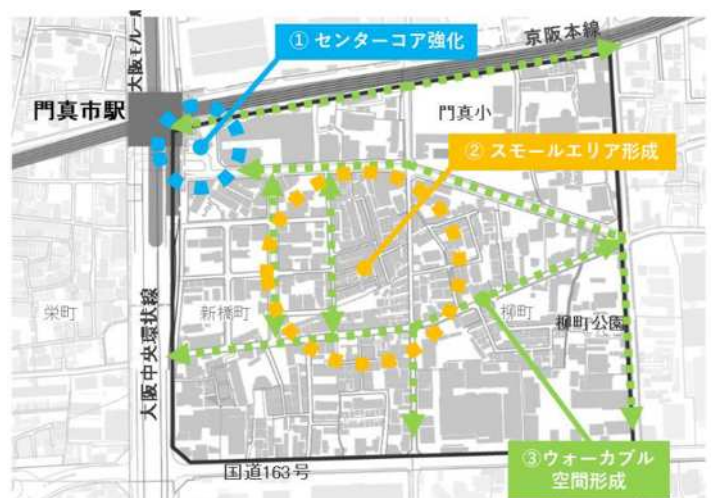 ① センターコア強化
京阪本線
大阪モノレール
門真市駅
門真小
② スモールエリア形成
栄町
新橋町
柳町
柳町公園
大阪中央環状線
国道163号
③ウォーカブル
空間形成